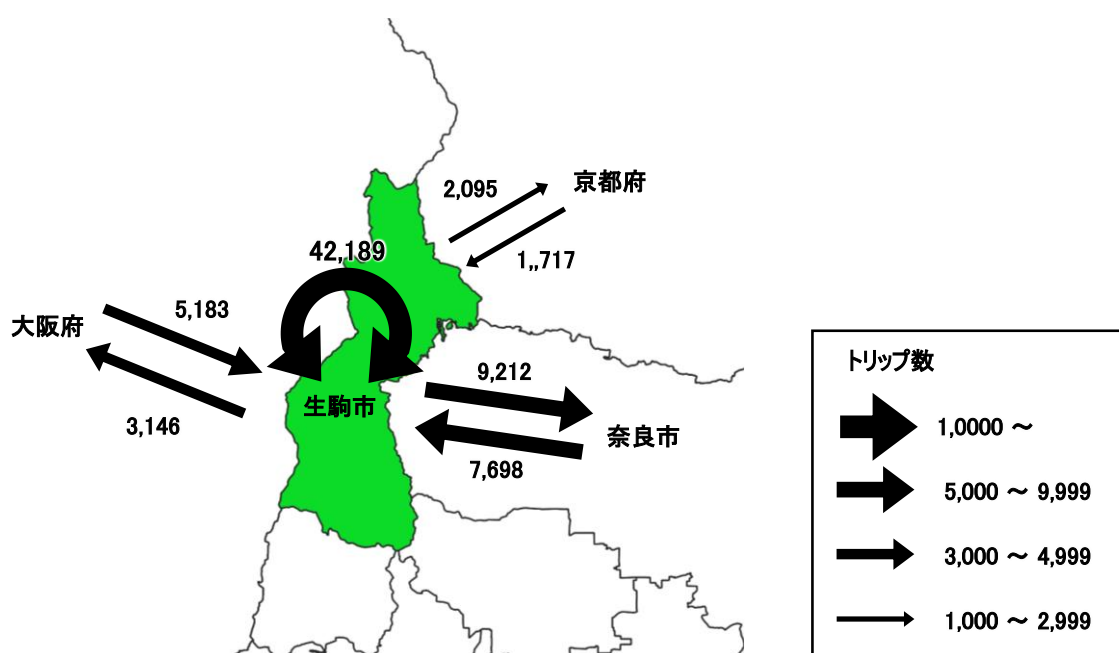 2,095
京都府
1,,717
42,189
大阪府
5,183
3,146
生駒市
9,212
奈良市
7,698
トリップ数
1,0000 ～
5,000 ～ 9,999
3,000 ～ 4,999
1,000 ～ 2,999